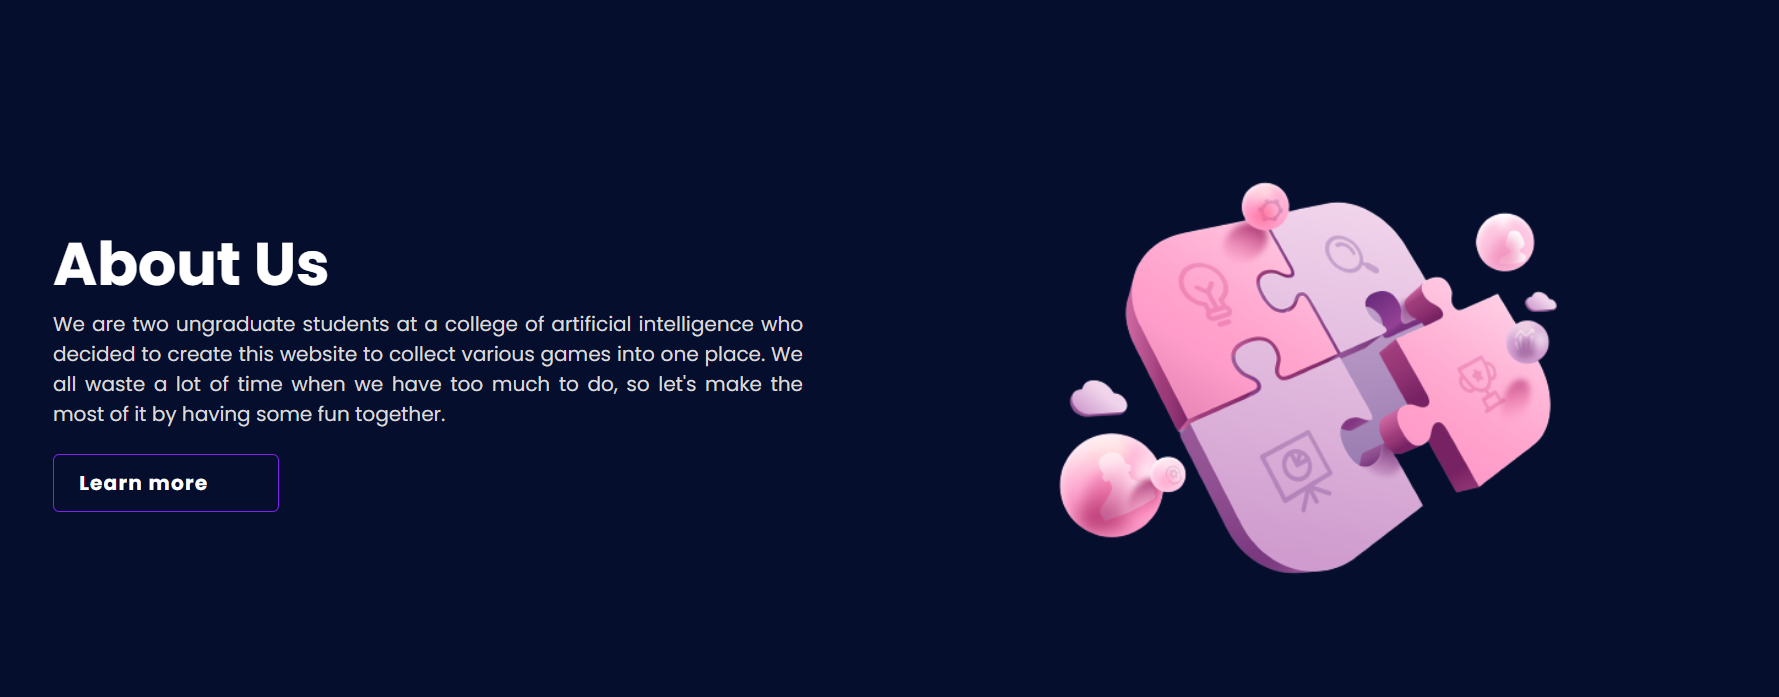 About Us
We are two ungraduate students at a college of artificial intelligence who
decided to create this website to collect various games into one place. We
all waste a lot of time when we have too much to do, so let's make the
most of it by having some fun together.
Learn more